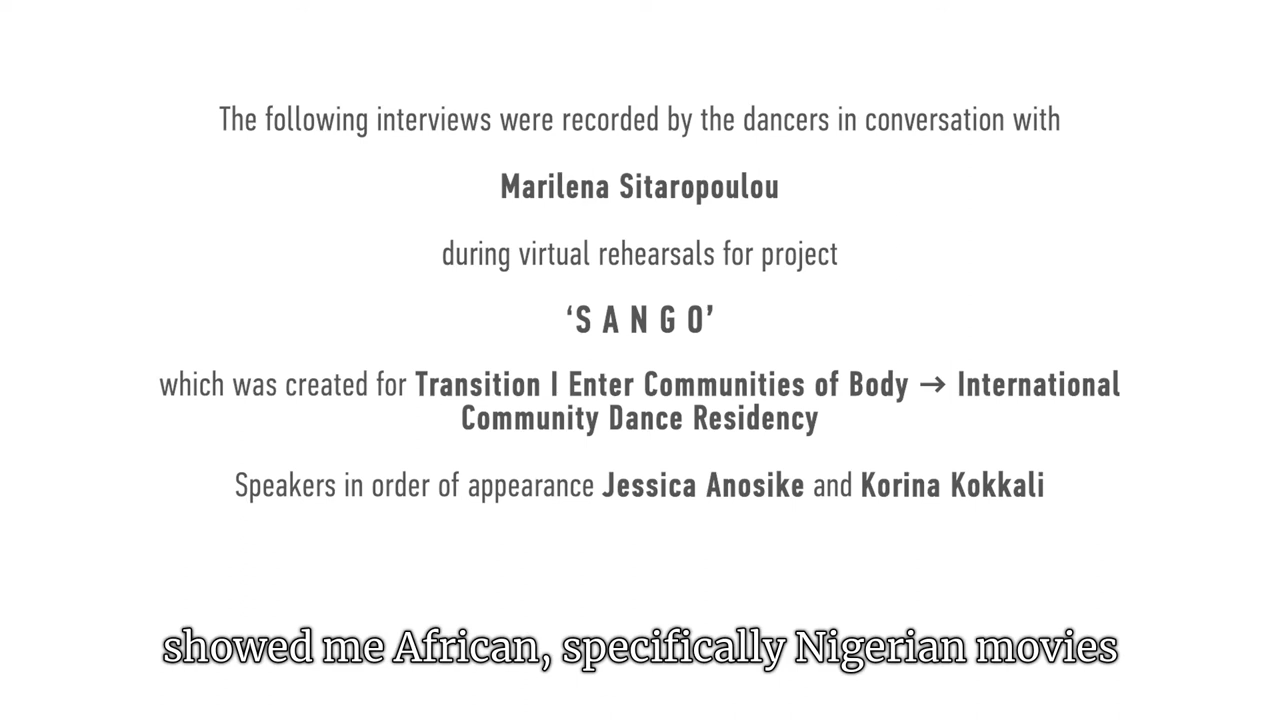 The following interviews were recorded by the dancers in conversation with
Marilena Sitaropoulou
during virtual rehearsals for project
‘S A N G O’
which was created for Transition I Enter Communities of Body → International
Community Dance Residency
Speakers in order of appearance Jessica Anosike and Korina Kokkali
showed me African, specifically Nigerian movies